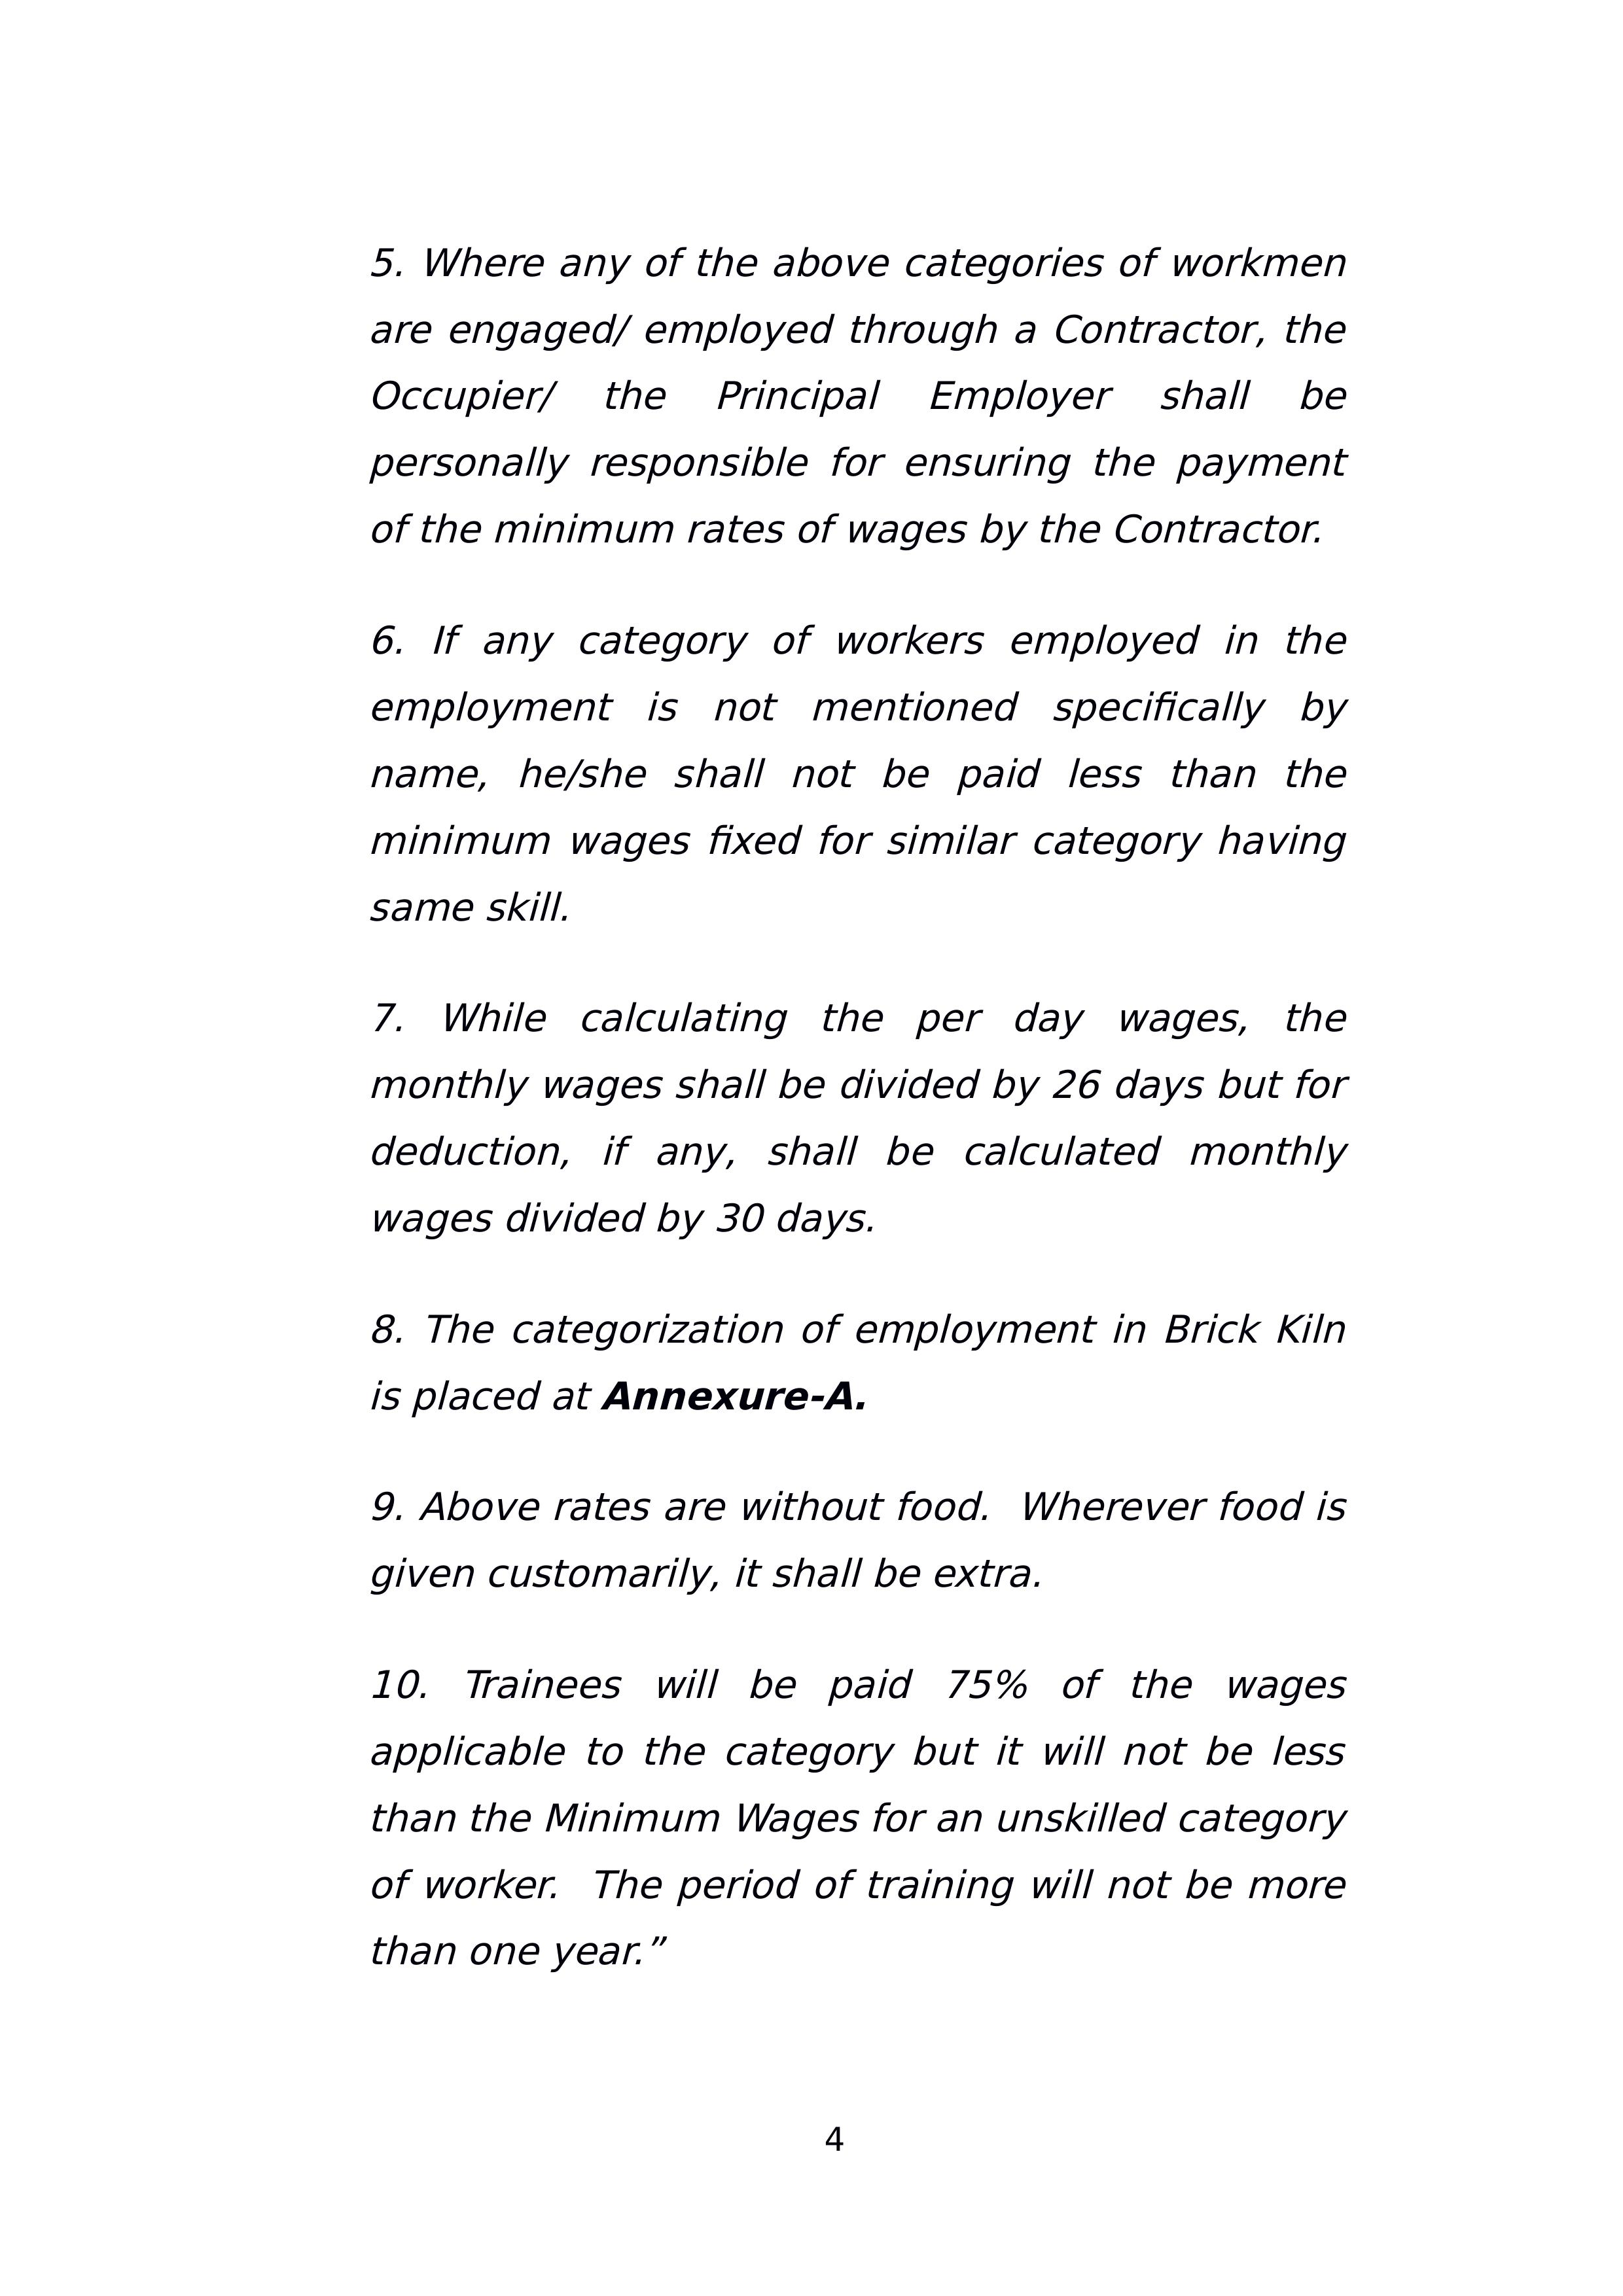 5. Where any of the above categories of workmen
are engaged/ employed through a Contractor, the
Occupier/ the Principal Employer shall be
personally responsible for ensuring the payment
of the minimum rates of wages by the Contractor.
6. If any category of workers employed in the
employment is not mentioned specifically by
name, he/she shall not be paid less than the
minimum wages fixed for similar category having
same skill.
7. While calculating the per day wages, the
monthly wages shall be divided by 26 days but for
deduction, if any, shall be calculated monthly
wages divided by 30 days.
8. The categorization of employment in Brick Kiln
is placed at Annexure-A.
9. Above rates are without food.  Wherever food is
given customarily, it shall be extra.
10. Trainees will be paid 75% of the wages
applicable to the category but it will not be less
than the Minimum Wages for an unskilled category
of worker.  The period of training will not be more
than one year.”
4